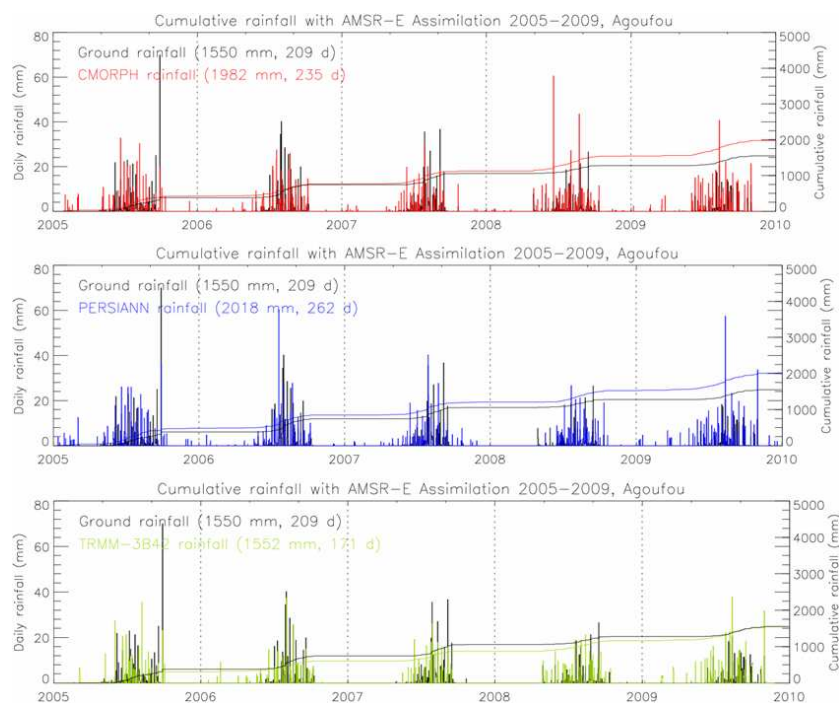 Cumulative rainfall with AMSR-E Assimilation 2005-2009, Agoufou
Ground rainfall (1550 mm, 209 d)
CMORPH rainfall (1982 mm, 235 d)
Daily rainfall (mm)
80
60
40
20
0
Cumulative rainfall (mm)
5000
4000
3000
2000
1000
0
2005 2006 2007 2008 2009 2010
Cumulative rainfall with AMSR-E Assimilation 2005-2009, Agoufou
Ground rainfall (1550 mm, 209 d)
PERSIANN rainfall (2018 mm, 262 d)
Daily rainfall (mm)
80
60
40
20
0
Cumulative rainfall (mm)
5000
4000
3000
2000
1000
0
2005 2006 2007 2008 2009 2010
Cumulative rainfall with AMSR-E Assimilation 2005-2009, Agoufou
Ground rainfall (1550 mm, 209 d)
TRMM-3B42 rainfall (1552 mm, 171 d)
Daily rainfall (mm)
80
60
40
20
0
Cumulative rainfall (mm)
5000
4000
3000
2000
1000
0
2005 2006 2007 2008 2009 2010